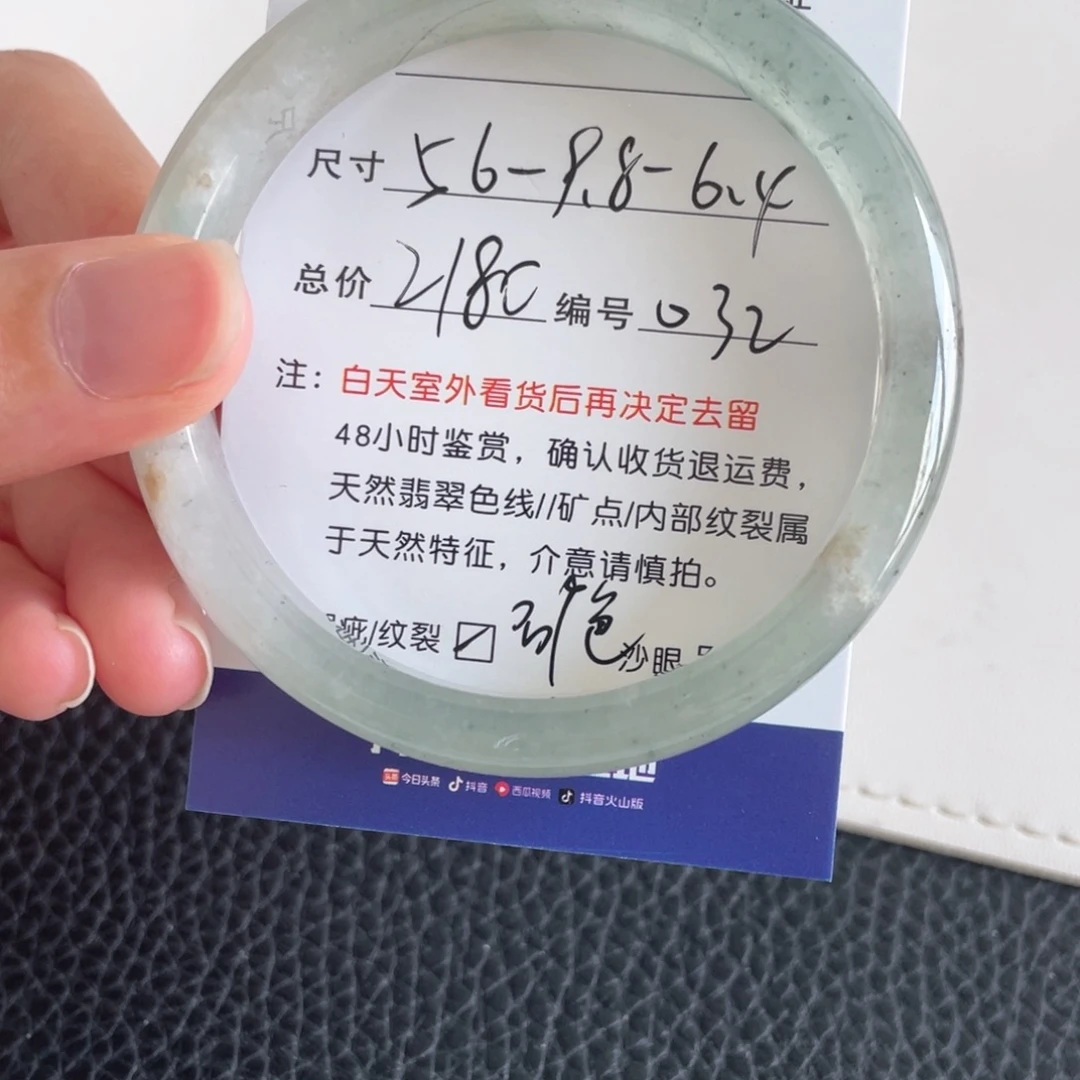 尺寸 56-9.8-6.4
总价 2180 编号 032
注：白天室外看货后再决定去留
48小时鉴赏，确认收货退运费，
天然翡翠色线//矿点/内部纹裂属
于天然特征，介意请慎拍。
疵/纹裂 色 沙眼
今日头条 抖音 西瓜视频 抖音火山版